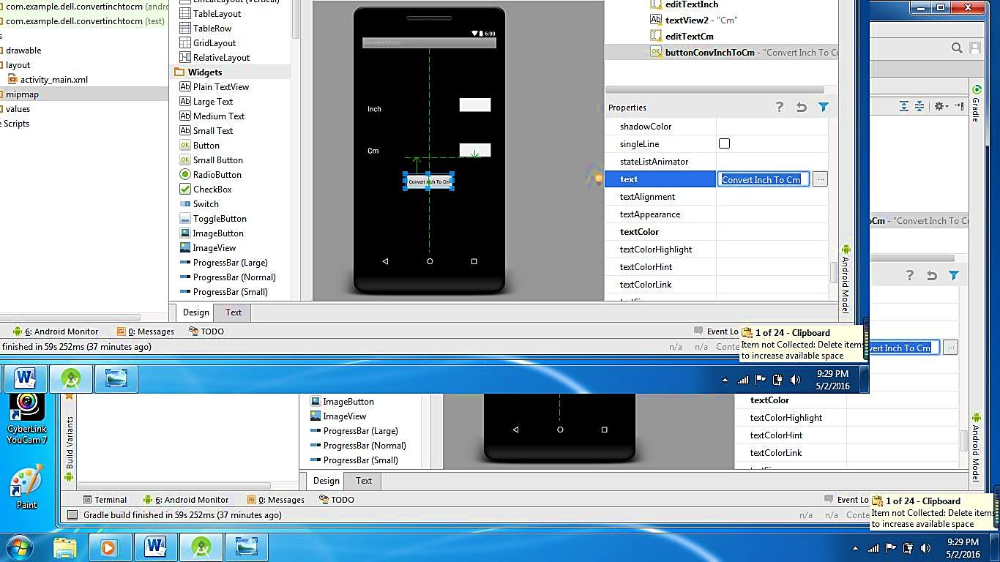 com.example.dell.convertinchtocm (andro
com.example.dell.convertinchtocm (test)
s
drawable
layout
activity_main.xml
mipmap
values
Scripts
TableLayout
TableRow
GridLayout
RelativeLayout
Widgets
Ab Plain TextView
Ab Large Text
Ab Medium Text
Ab Small Text
OK Button
OK Small Button
RadioButton
CheckBox
Switch
ToggleButton
ImageButton
ImageView
ProgressBar (Large)
ProgressBar (Normal)
ProgressBar (Small)
6:00
ConvertInchToCm
Inch
Cm
Convert Inch To Cm
editTextInch
Ab textView2 - "Cm"
editTextCm
OK buttonConvInchToCm - "Convert Inch To C
Properties ?
shadowColor
singleLine
stateListAnimator
text Convert Inch To Cm ...
textAlignment
textAppearance
textColor
textColorHighlight
textColorHint
textColorLink
Gradle
Android Model
oCm - "Convert Inch To C
?
vert Inch To Cm ...
Design Text
6: Android Monitor 0: Messages TODO Event Lo
finished in 59s 252ms (37 minutes ago) n/a n/a Conte
1 of 24 - Clipboard
Item not Collected: Delete items
to increase available space
W
9:29 PM
5/2/2016
CyberLink
YouCam 7
Paint
Build Variants
ImageButton
ImageView
ProgressBar (Large)
ProgressBar (Normal)
ProgressBar (Small)
textColor
textColorHighlight
textColorHint
textColorLink
Android Model
Design Text
Terminal 6: Android Monitor 0: Messages TODO Event Lo
Gradle build finished in 59s 252ms (37 minutes ago) n/a n/a Conte
1 of 24 - Clipboard
Item not Collected: Delete items
to increase available space
W
9:29 PM
5/2/2016